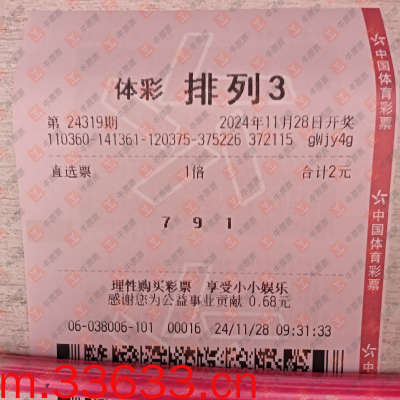 体彩 排列3
第 24319期 2024年11月28日开奖
110360-141361-120375-375226 372115 gWjy4g
直选票 1倍 合计2元
7 9 1
理性购买彩票 享受小小娱乐
感谢您为公益事业贡献 0.68元
06-038006-101 00016 24/11/28 09:31:33
中国体育彩票
中国体育彩票
m.33633.cn